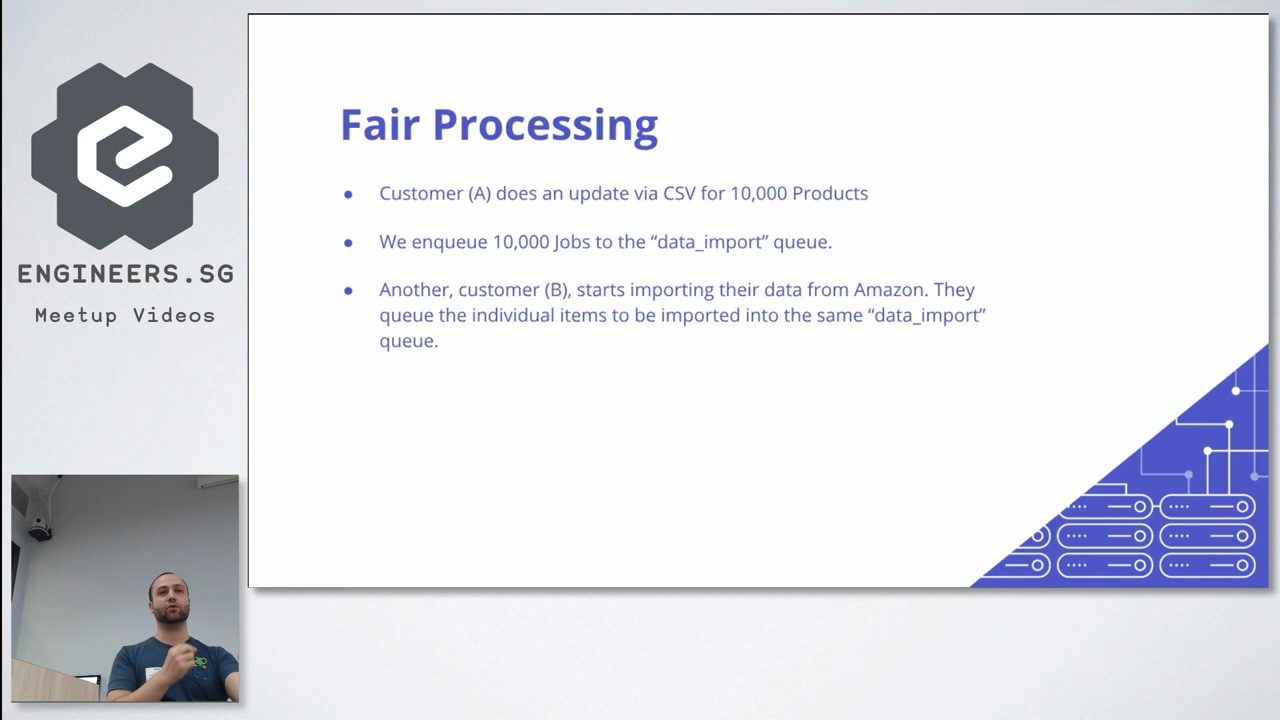 ENGINEERS.SG
Meetup Videos
Fair Processing
● Customer (A) does an update via CSV for 10,000 Products
● We enqueue 10,000 Jobs to the “data_import” queue.
● Another, customer (B), starts importing their data from Amazon. They
queue the individual items to be imported into the same “data_import”
queue.